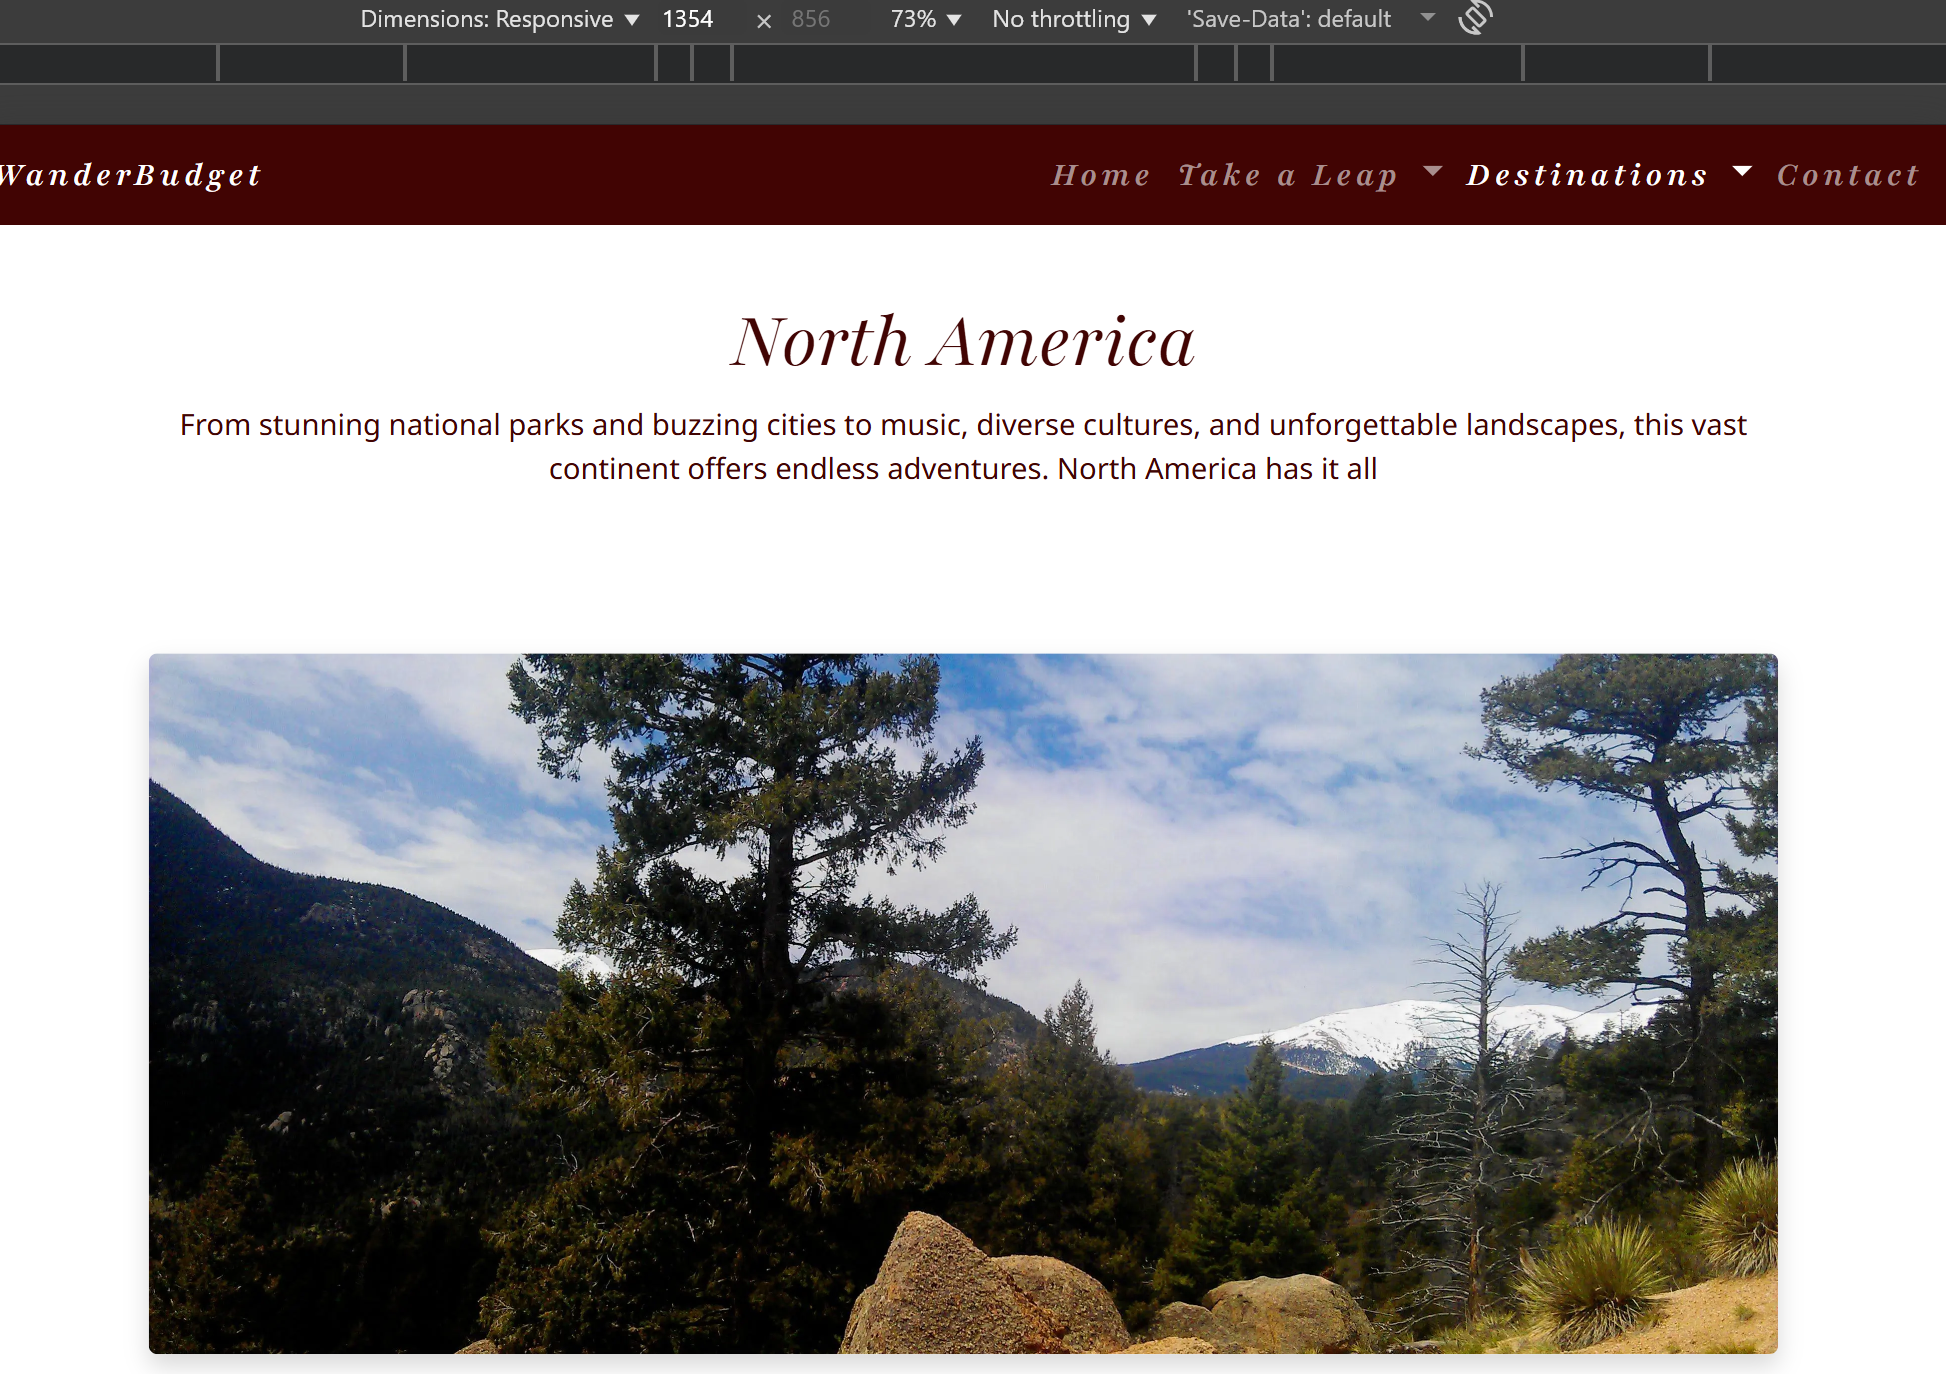 Dimensions: Responsive 1354 × 856 73% No throttling 'Save-Data': default
WanderBudget Home Take a Leap Destinations Contact
North America
From stunning national parks and buzzing cities to music, diverse cultures, and unforgettable landscapes, this vast
continent offers endless adventures. North America has it all